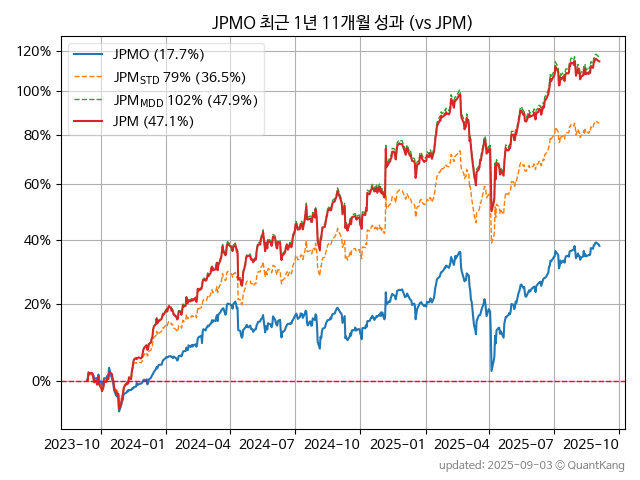 JPMO 최근 1년 11개월 성과 (vs JPM)
120%
100%
80%
60%
40%
20%
0%
JPMO (17.7%)
JPM_STD 79% (36.5%)
JPM_MDD 102% (47.9%)
JPM (47.1%)
2023-10 2024-01 2024-04 2024-07 2024-10 2025-01 2025-04 2025-07 2025-10
updated: 2025-09-03 © QuantKang